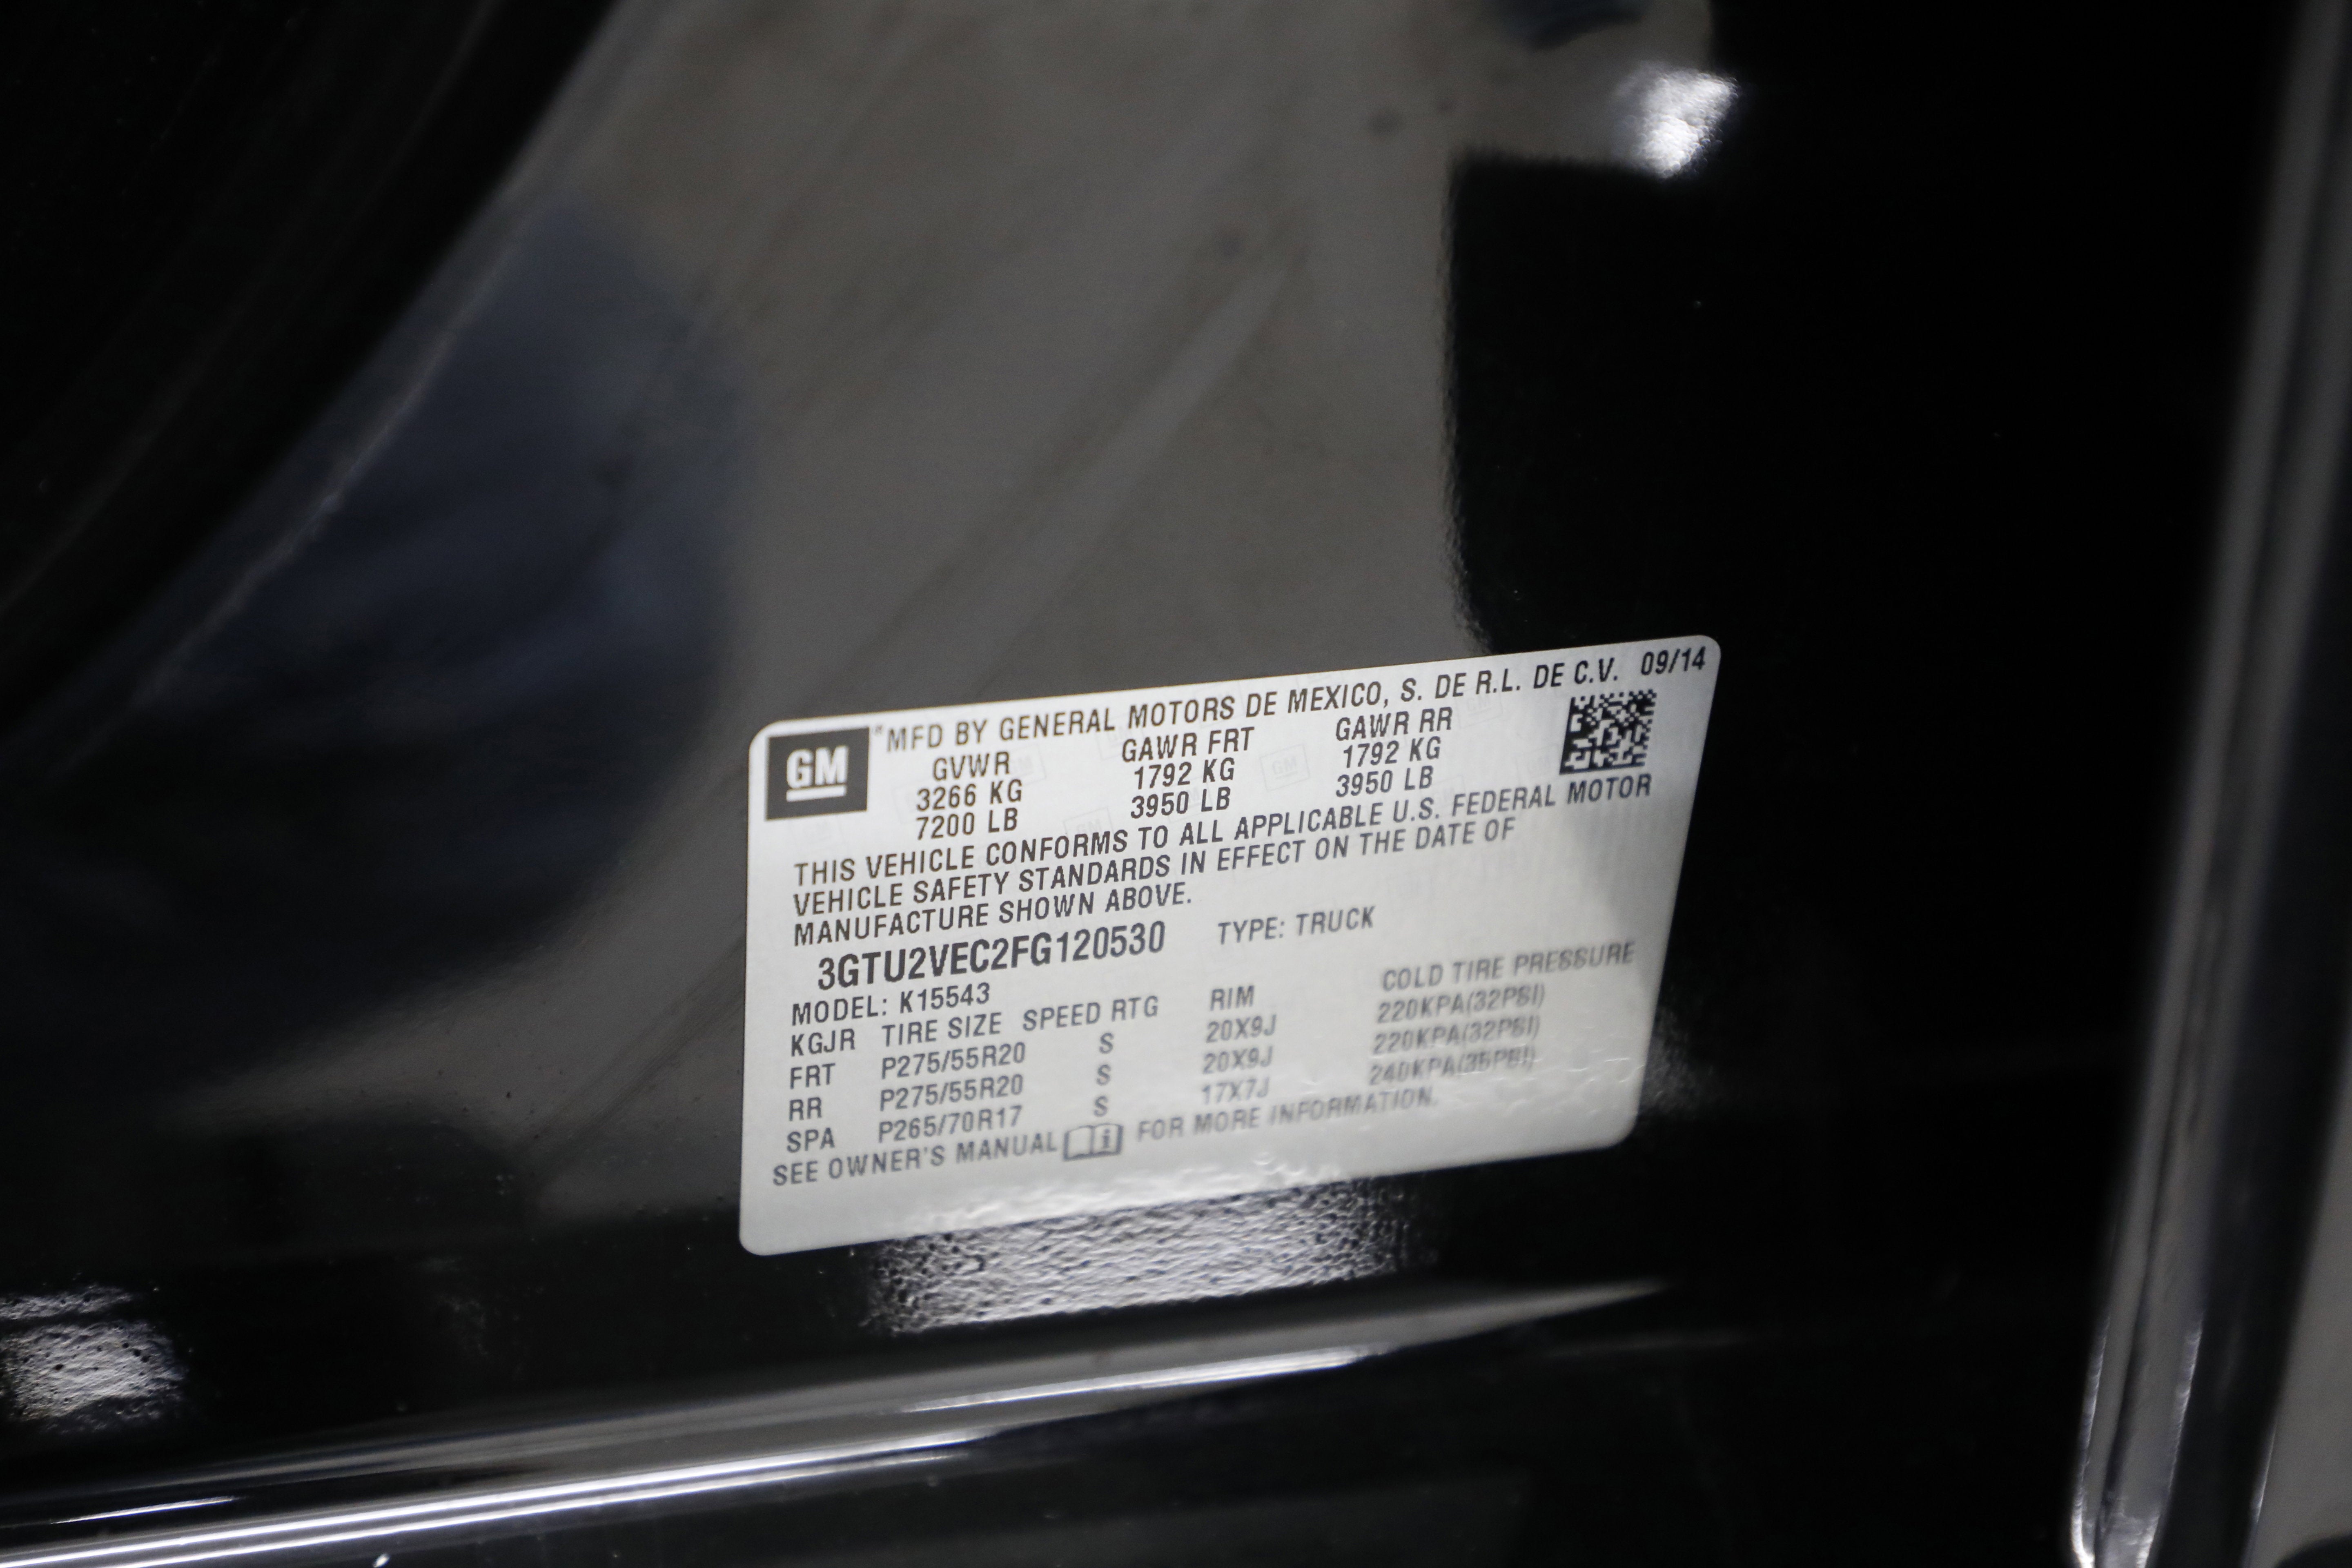 GM ® MFD BY GENERAL MOTORS DE MEXICO, S. DE R.L. DE C.V. 09/14
GVWR GAWR FRT GAWR RR
3266 KG 1792 KG 1792 KG
7200 LB 3950 LB 3950 LB
THIS VEHICLE CONFORMS TO ALL APPLICABLE U.S. FEDERAL MOTOR
VEHICLE SAFETY STANDARDS IN EFFECT ON THE DATE OF
MANUFACTURE SHOWN ABOVE.
3GTU2VEC2FG120530 TYPE: TRUCK
MODEL: K15543
KGJR TIRE SIZE SPEED RTG RIM COLD TIRE PRESSURE
FRT P275/55R20 S 20X9J 220KPA(32PSI)
RR P275/55R20 S 20X9J 220KPA(32PSI)
SPA P265/70R17 S 17X7J 240KPA(35PSI)
SEE OWNER'S MANUAL FOR MORE INFORMATION.